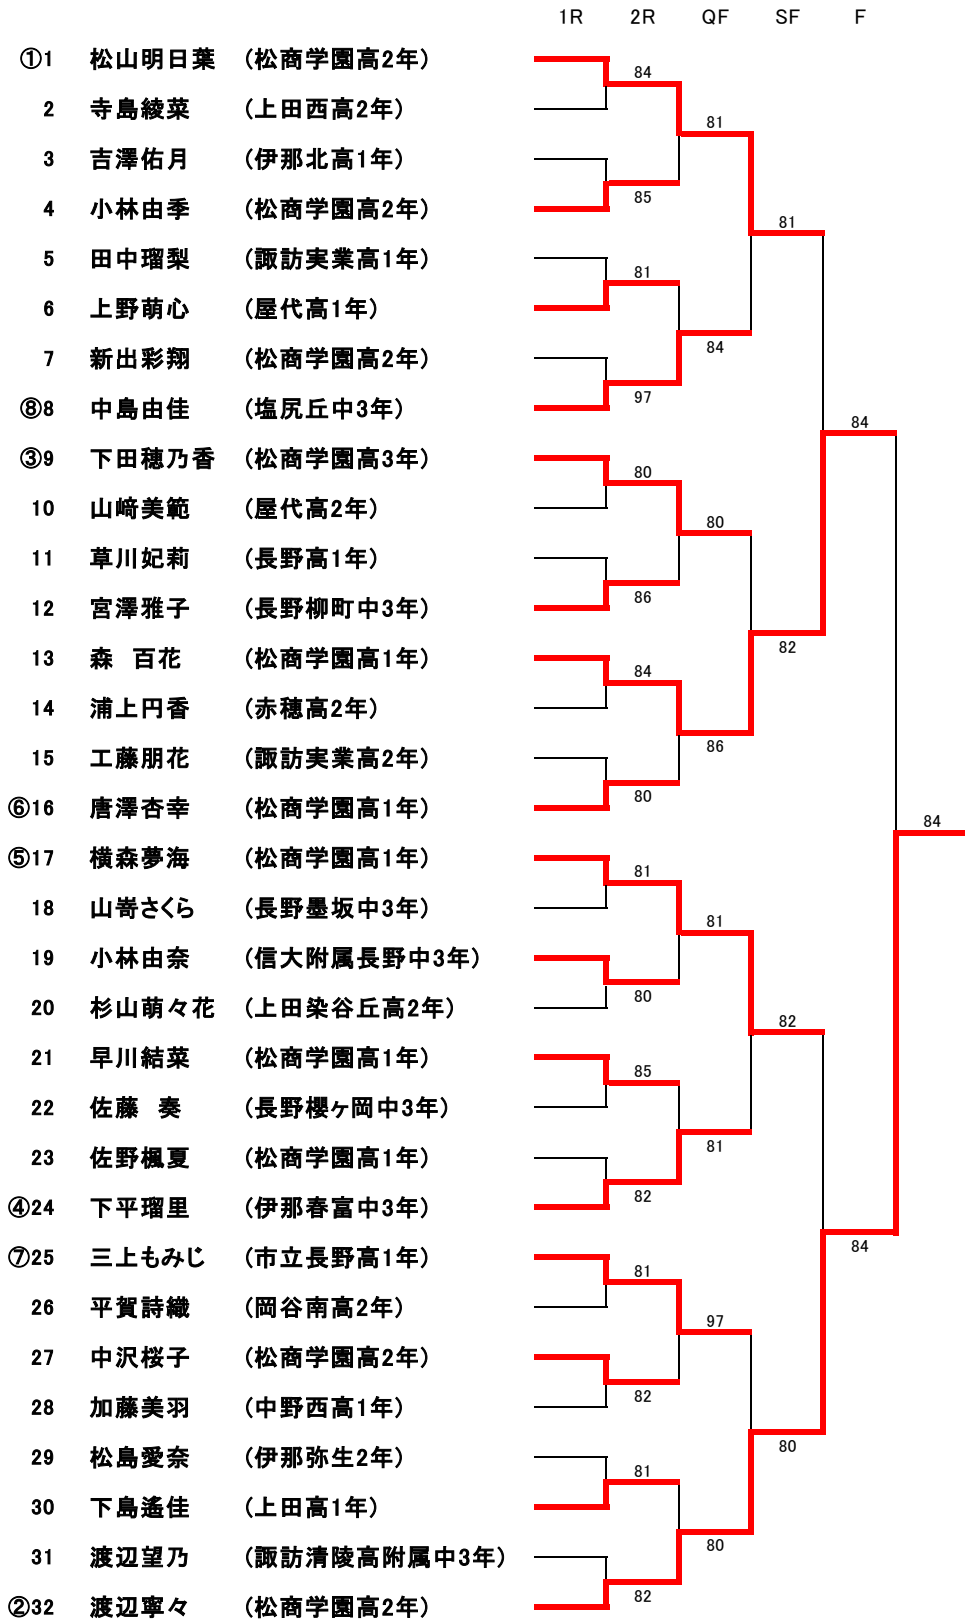 1R 2R QF SF F
①1 松山明日葉 (松商学園高2年)
84
2 寺島綾菜 (上田西高2年)
81
3 吉澤佑月 (伊那北高1年)
85
4 小林由季 (松商学園高2年)
81
5 田中瑠梨 (諏訪実業高1年)
81
6 上野萌心 (屋代高1年)
84
7 新出彩翔 (松商学園高2年)
97
⑧8 中島由佳 (塩尻丘中3年)
84
③9 下田穂乃香 (松商学園高3年)
80
10 山﨑美範 (屋代高2年)
80
11 草川妃莉 (長野高1年)
86
12 宮澤雅子 (長野柳町中3年)
82
13 森 百花 (松商学園高1年)
84
14 浦上円香 (赤穂高2年)
86
15 工藤朋花 (諏訪実業高2年)
80
⑥16 唐澤杏幸 (松商学園高1年)
84
⑤17 横森夢海 (松商学園高1年)
81
18 山嵜さくら (長野墨坂中3年)
81
19 小林由奈 (信大附属長野中3年)
80
20 杉山萌々花 (上田染谷丘高2年)
82
21 早川結菜 (松商学園高1年)
85
22 佐藤 奏 (長野櫻ヶ岡中3年)
81
23 佐野楓夏 (松商学園高1年)
82
④24 下平瑠里 (伊那春富中3年)
84
⑦25 三上もみじ (市立長野高1年)
81
26 平賀詩織 (岡谷南高2年)
97
27 中沢桜子 (松商学園高2年)
82
28 加藤美羽 (中野西高1年)
80
29 松島愛奈 (伊那弥生2年)
81
30 下島遙佳 (上田高1年)
80
31 渡辺望乃 (諏訪清陵高附属中3年)
82
②32 渡辺寧々 (松商学園高2年)